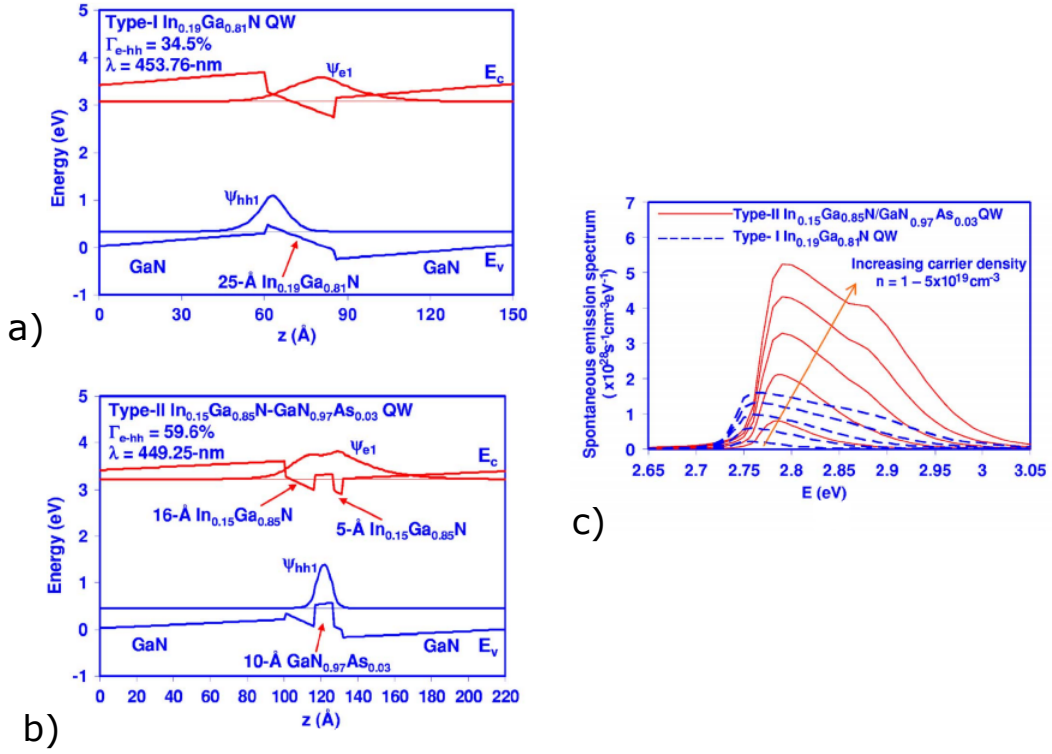 Type-I In0.19Ga0.81N QW
Γe-hh = 34.5%
λ = 453.76-nm
ψe1
Ec
ψhh1
GaN
25-Å In0.19Ga0.81N
GaN
Ev
Energy (eV)
5
4
3
2
1
0
-1
0
30
60
90
120
150
z (Å)
a)
Type-II In0.15Ga0.85N-GaN0.97As0.03 QW
Γe-hh = 59.6%
λ = 449.25-nm
ψe1
Ec
16-Å In0.15Ga0.85N
5-Å In0.15Ga0.85N
ψhh1
GaN
10-Å GaN0.97As0.03
GaN
Ev
Energy (eV)
5
4
3
2
1
0
-1
0 20 40 60 80 100 120 140 160 180 200 220
z (Å)
b)
Type-II In0.15Ga0.85N/GaN0.97As0.03QW
Type- I In0.19Ga0.81N QW
Increasing carrier density
n = 1 – 5x10^19cm^-3
Spontaneous emission spectrum
( x10^28s^-1cm^-3eV^-1)
7
6
5
4
3
2
1
0
2.65 2.7 2.75 2.8 2.85 2.9 2.95 3 3.05
E (eV)
c)